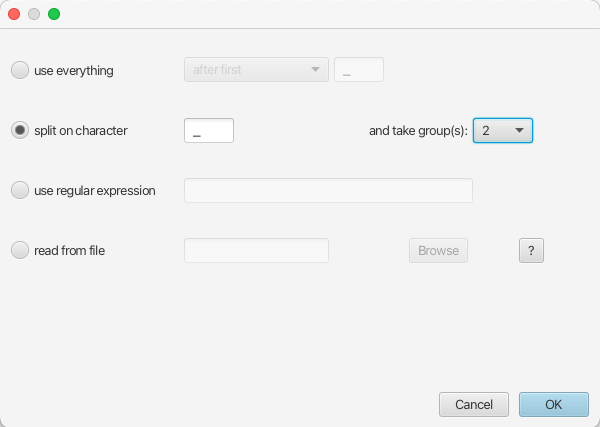 use everything after first _
split on character _ and take group(s): 2
use regular expression
read from file Browse ?
Cancel OK